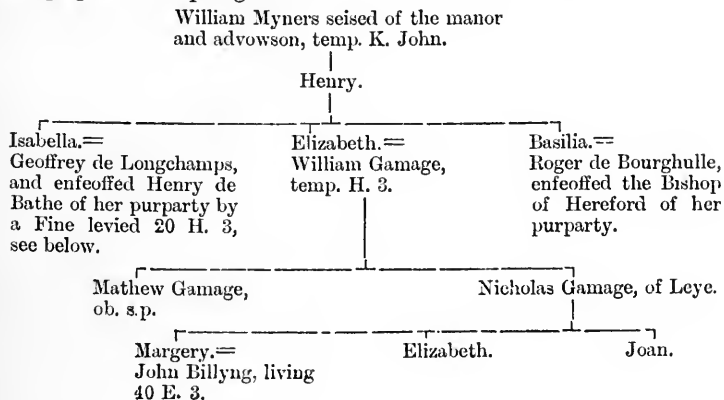 William Myners seised of the manor
and advowson, temp. K. John.
Henry.
Isabella.=
Geoffrey de Longchamps,
and enfeoffed Henry de
Bathe of her purparty by
a Fine levied 20 H. 3,
see below.
Elizabeth.=
William Gamage,
temp. H. 3.
Basilia.=
Roger de Bourghulle,
enfeoffed the Bishop
of Hereford of her
purparty.
Mathew Gamage,
ob. s.p.
Nicholas Gamage, of Leye.
Margery.=
John Billyng, living
40 E. 3.
Elizabeth.
Joan.